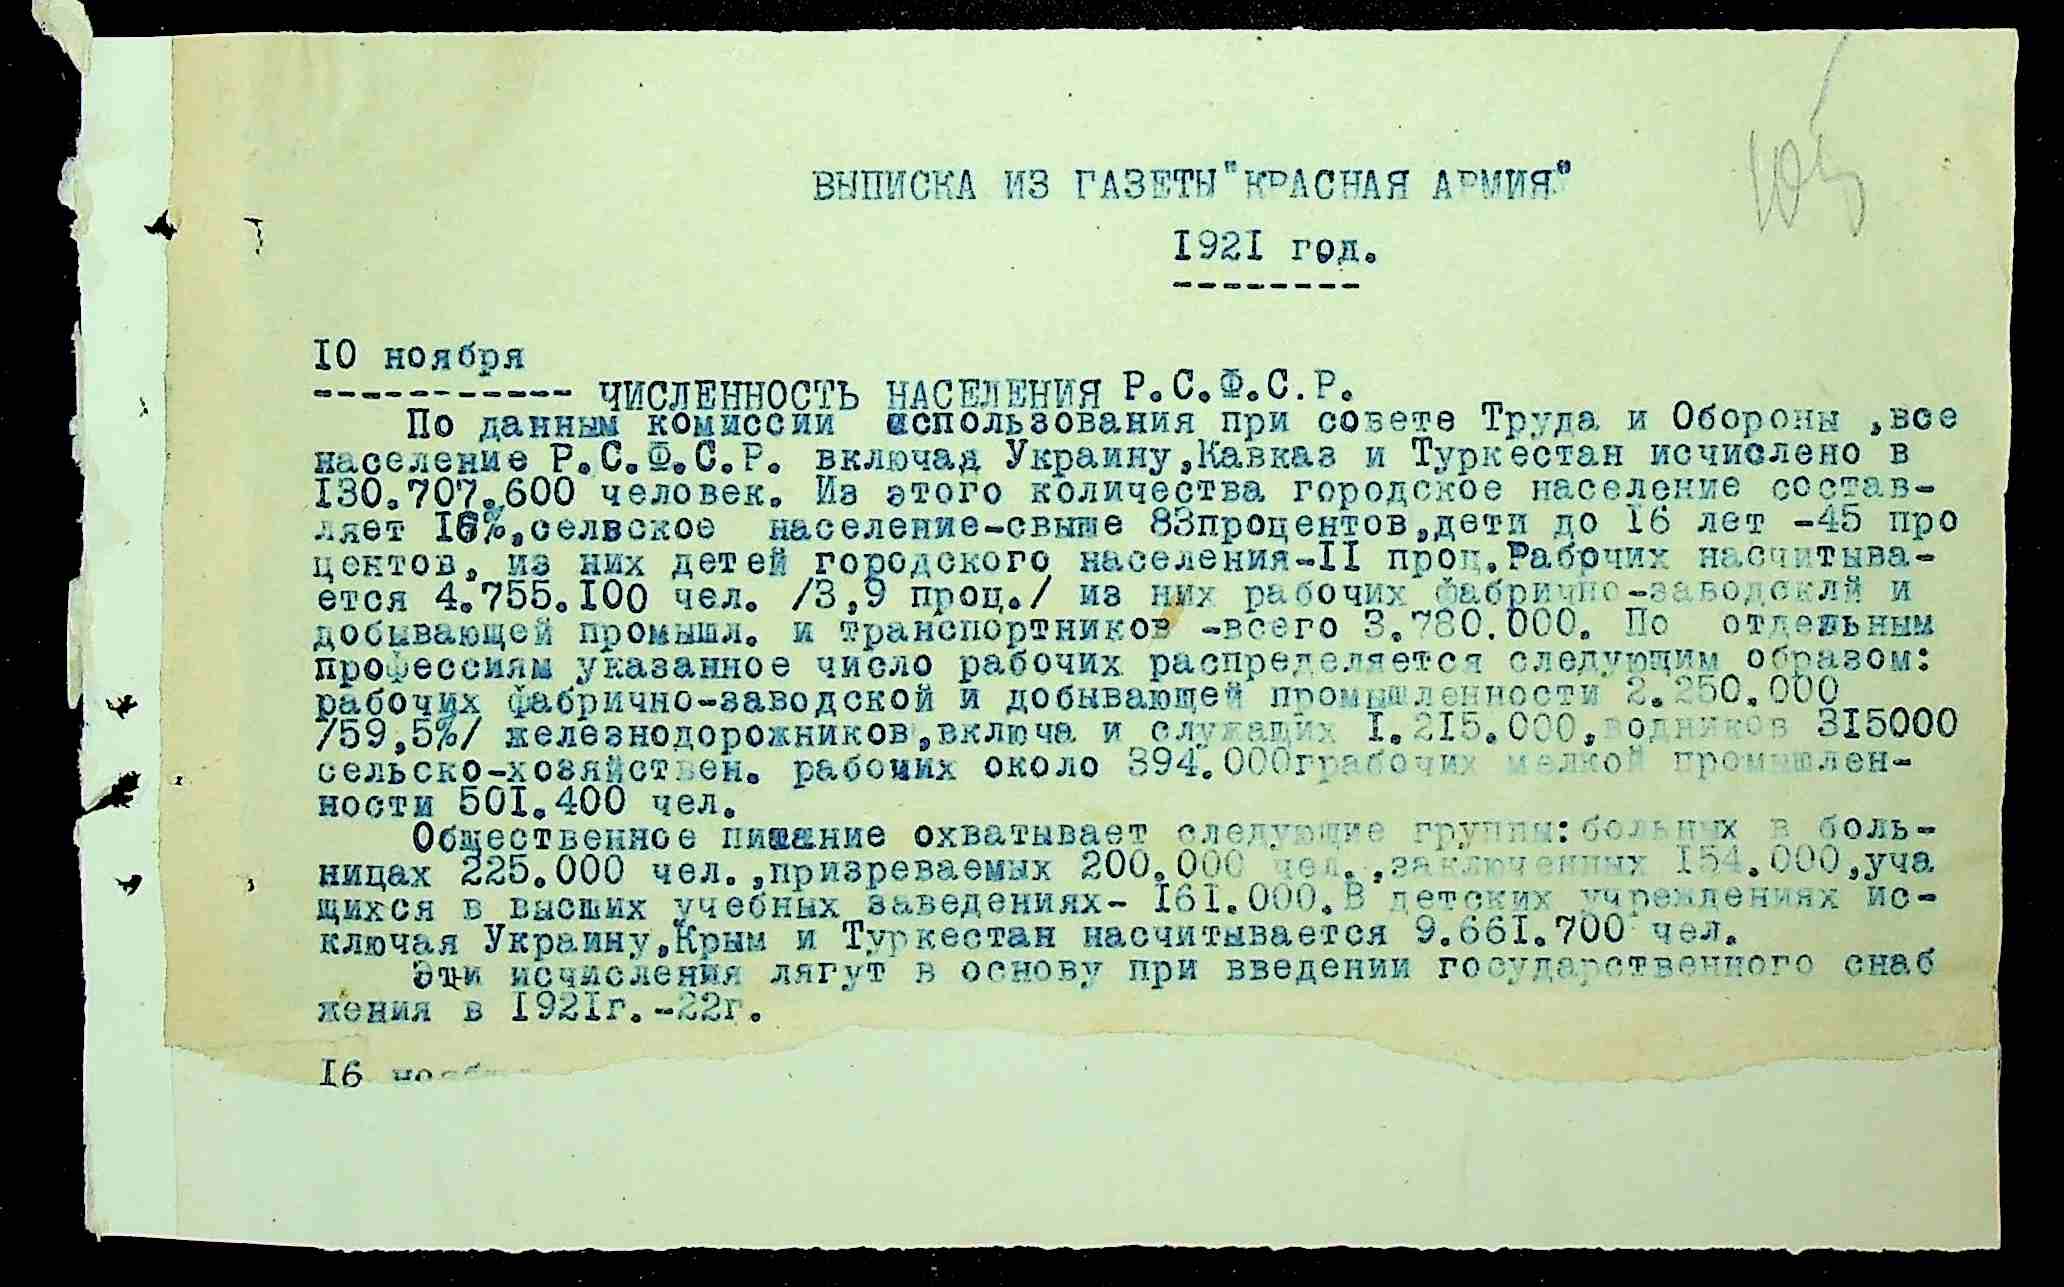 105
ВЫПИСКА ИЗ ГАЗЕТЫ "КРАСНАЯ АРМИЯ"
1921 год.
---------
10 ноября
----------- ЧИСЛЕННОСТЬ НАСЕЛЕНИЯ Р.С.Ф.С.Р.
По данным комиссии использования при совете Труда и Обороны ,все
население Р.С.Ф.С.Р. включая Украину,Кавказ и Туркестан исчислено в
130.707.600 человек. Из этого количества городское население состав-
ляет 16%,селвское население-свыше 83процентов,дети до 16 лет -45 про
центов, из них детей городского населения-11 проц.Рабочих насчитыва-
ется 4.755.100 чел. /3,9 проц./ из них рабочих фабрично-заводсклй и
добывающей промышл. и транспортников -всего 3.780.000. По отдельным
профессиям указанное число рабочих распределяется следующим образом:
рабочих фабрично-заводской и добывающей промышленности 2.250.000
/59,5%/ железнодорожников,включа и служащих 1.215.000,водников 315000
сельско-хозяйствен. рабочих около 394.000грабочих мелкой промышлен-
ности 501.400 чел.
Общественное питание охватывает следующие группы:больных в боль-
ницах 225.000 чел.,призреваемых 200.000 чел.,заключенных 154.000,уча
щихся в высших учебных заведениях- 161.000.В детских учреждениях ис-
ключая Украину,Крым и Туркестан насчитывается 9.661.700 чел.
Эти исчисления лягут в основу при введении государственного снаб
жения в 1921г.-22г.
16 ноября